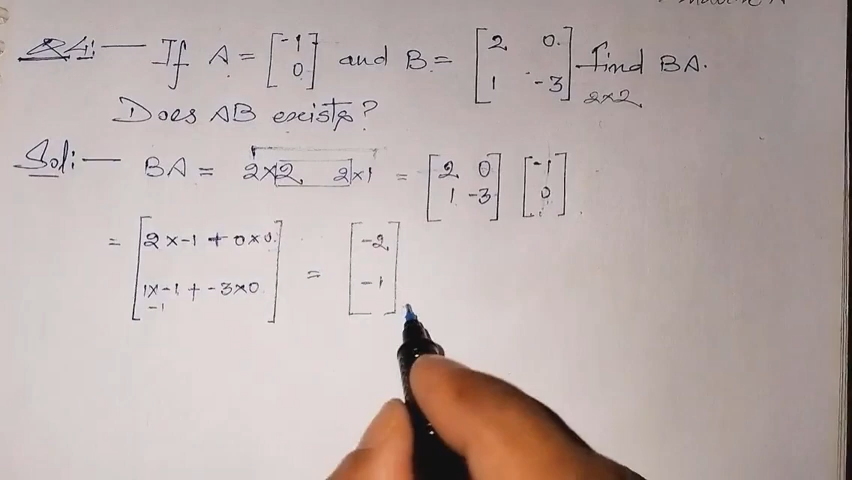 Q4:— If A = [-1 0] and B = [2 0 1 -3] find BA.
2×2
Does AB exists?
Sol:— BA = 2×2 2×1 = [2 0 1 -3] [-1 0]
= [2×-1 + 0×0 1×-1 + -3×0] = [-2 -1]
-1